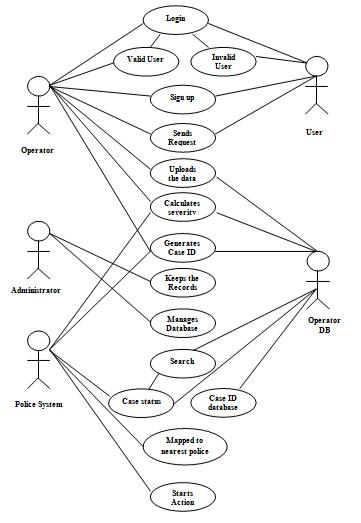 Login
Valid User
Invalid
User
Sign up
User
Sends
Request
Operator
Uploads
the data
Calculates
severity
Generates
Case ID
Keeps the
Records
Administrator
Manages
Database
Operator
DB
Search
Case status
Case ID
database
Police System
Mapped to
nearest police
Starts
Action